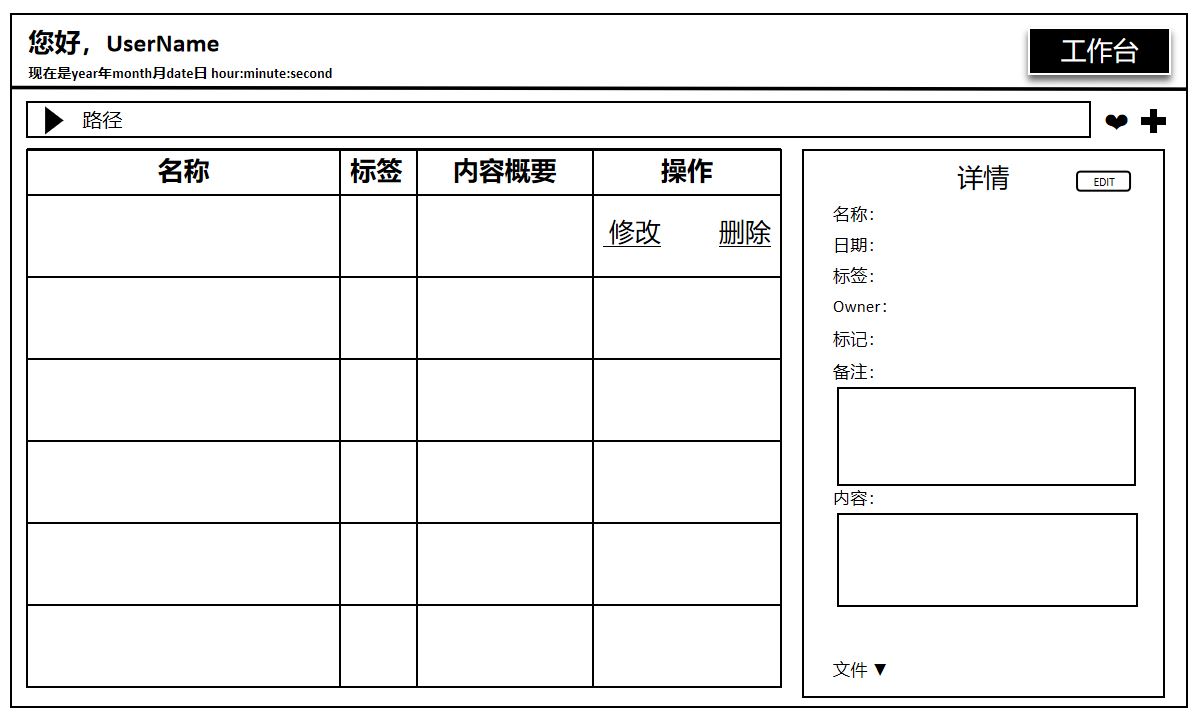 您好，UserName
现在是year年month月date日 hour:minute:second
工作台
路径
名称 标签 内容概要 操作
修改 删除
详情 EDIT
名称：
日期：
标签：
Owner：
标记：
备注：
内容：
文件